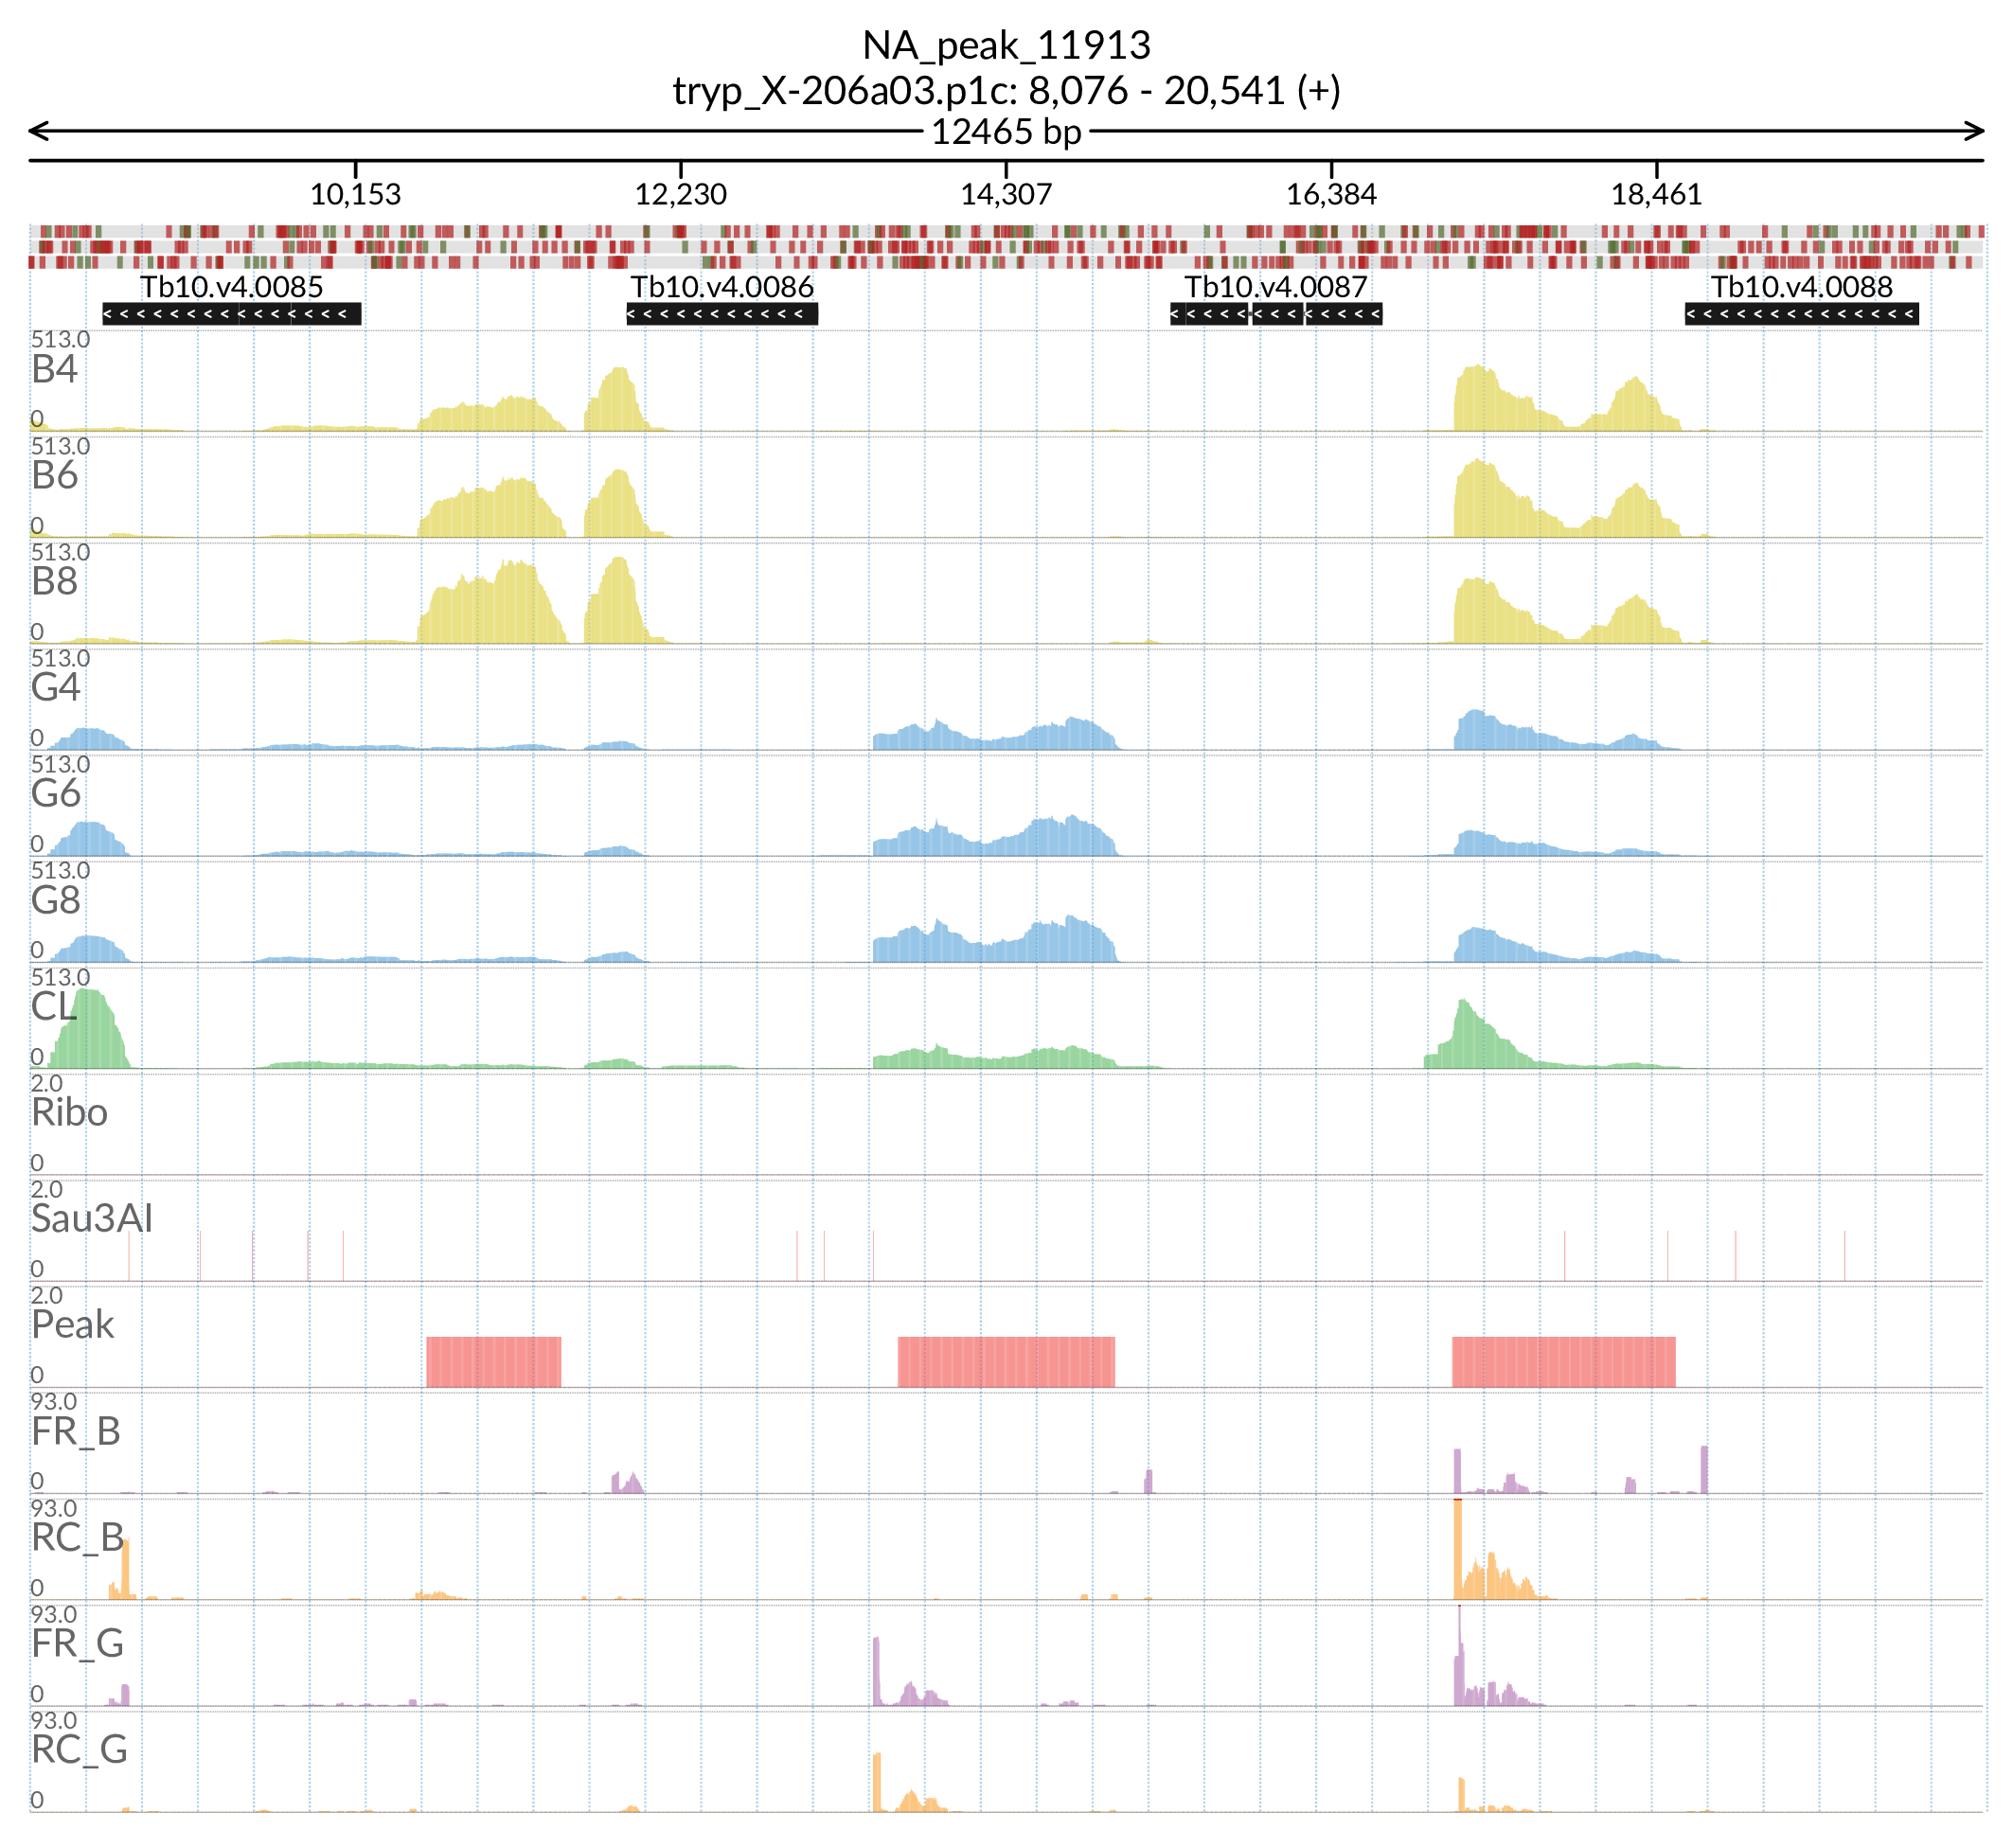 NA_peak_11913
tryp_X-206a03.p1c: 8,076 - 20,541 (+)
12465 bp
10,153 12,230 14,307 16,384 18,461
Tb10.v4.0085 Tb10.v4.0086 Tb10.v4.0087 Tb10.v4.0088
513.0
B4
0
513.0
B6
0
513.0
B8
0
513.0
G4
0
513.0
G6
0
513.0
G8
0
513.0
CL
0
2.0
Ribo
0
2.0
Sau3AI
0
2.0
Peak
0
93.0
FR_B
0
93.0
RC_B
0
93.0
FR_G
0
93.0
RC_G
0